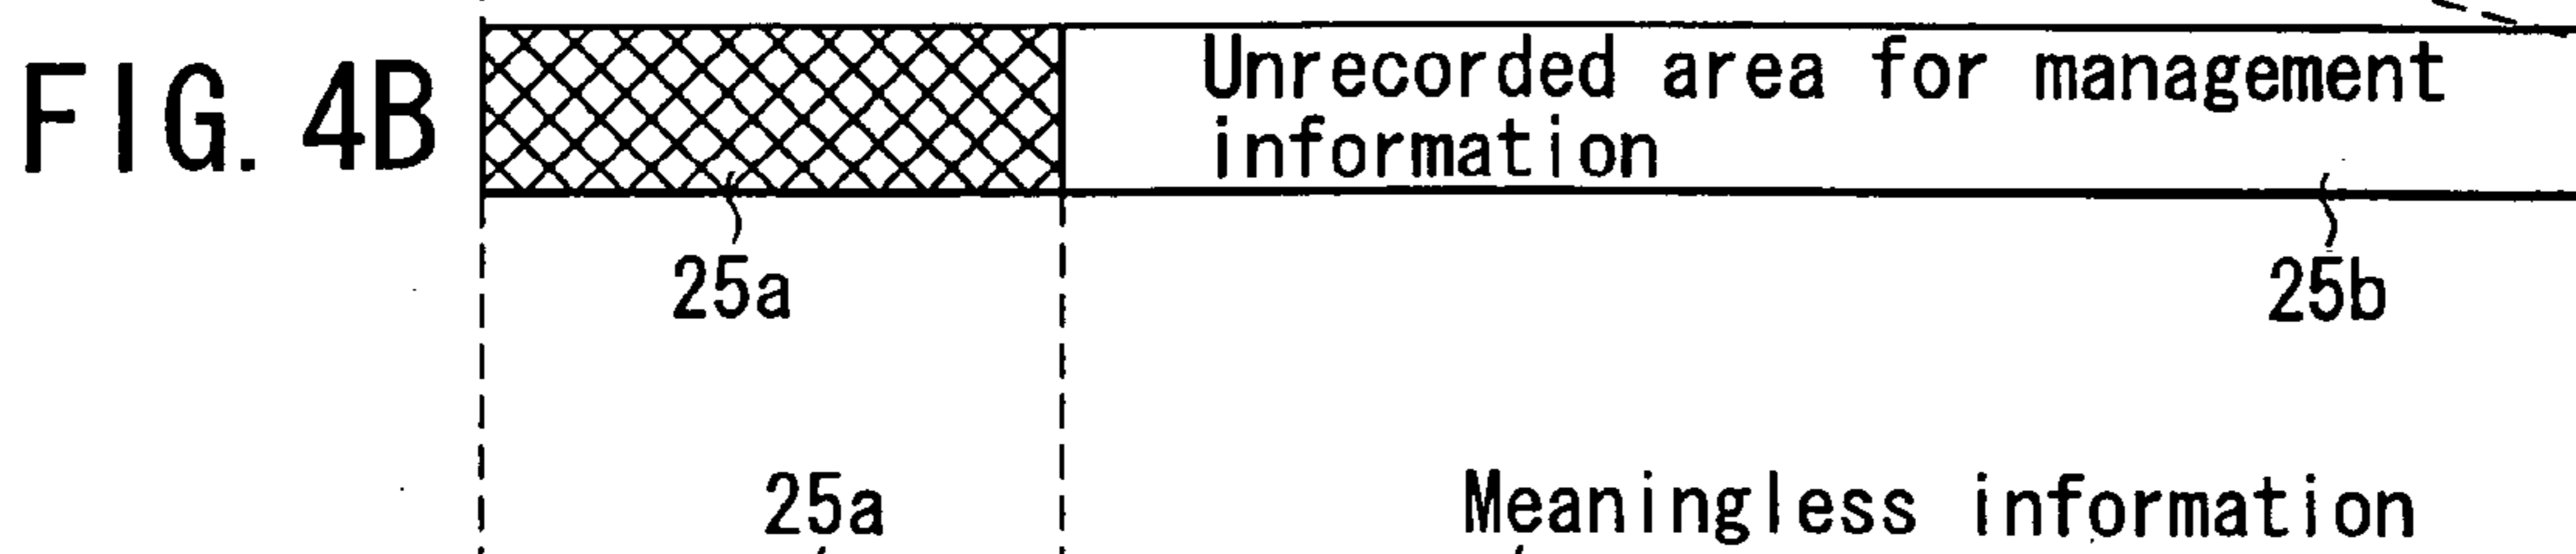 FIG. 4B
Unrecorded area for management
information
25a
25b
25a
Meaningless information